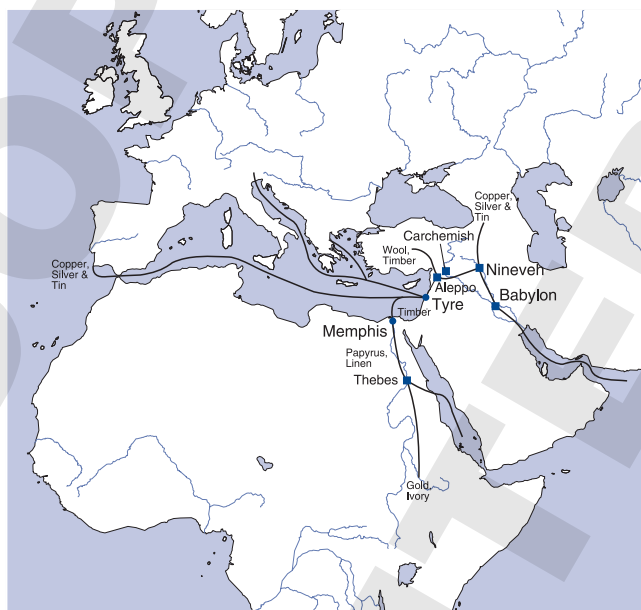 Copper,
Silver &
Tin
Carchemish
Wool,
Timber
Copper,
Silver &
Tin
Nineveh
Aleppo
Babylon
Tyre
Timber
Memphis
Papyrus,
Linen
Thebes
Gold,
Ivory